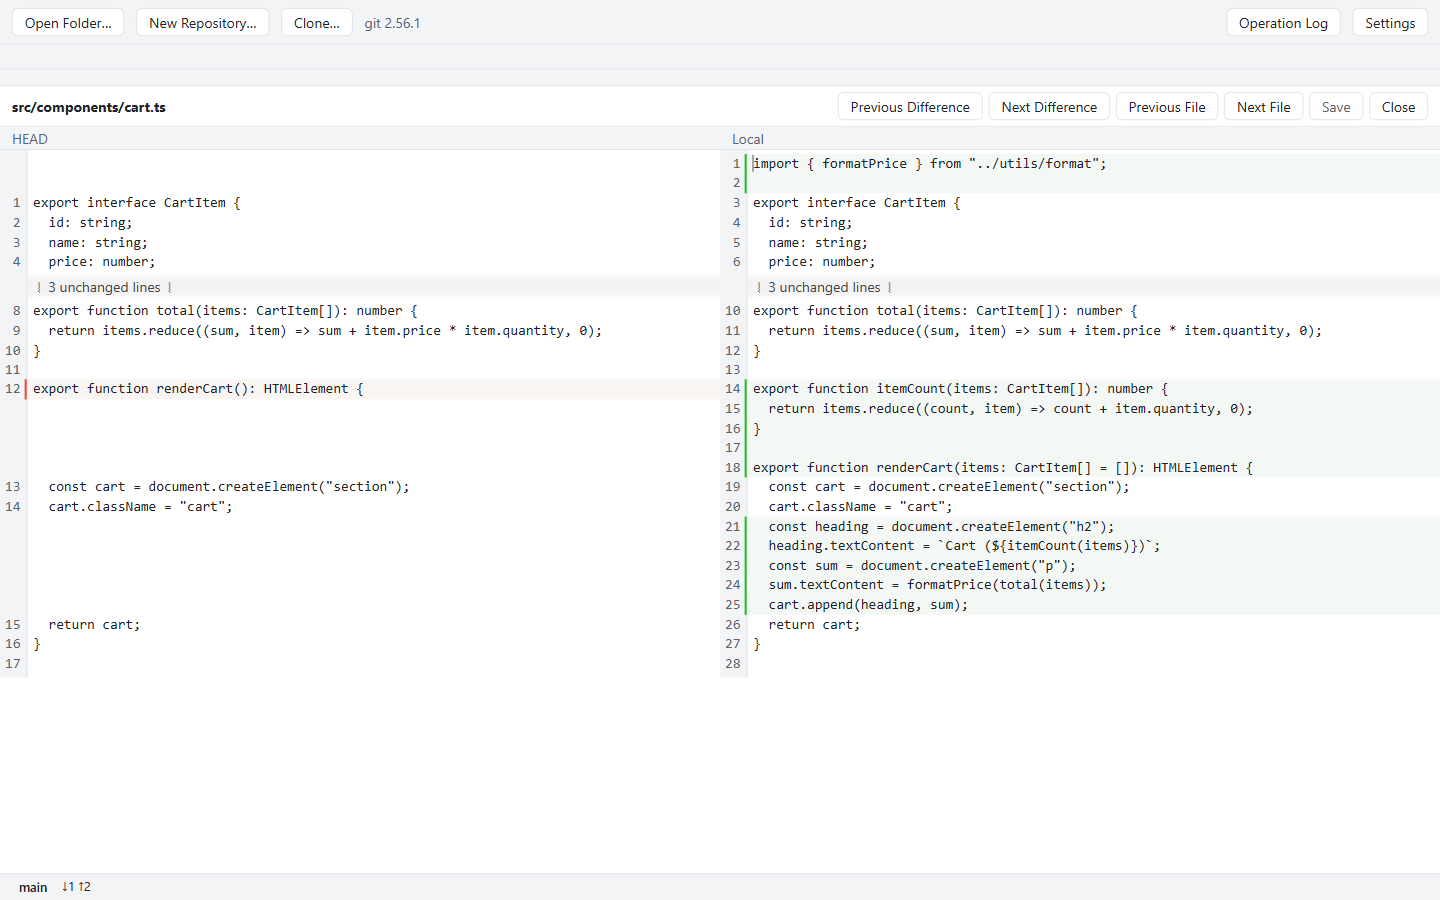 Open Folder... New Repository... Clone... git 2.56.1 Operation Log Settings
src/components/cart.ts Previous Difference Next Difference Previous File Next File Save Close
HEAD
1 export interface CartItem {
2 id: string;
3 name: string;
4 price: number;
3 unchanged lines
8 export function total(items: CartItem[]): number {
9 return items.reduce((sum, item) => sum + item.price * item.quantity, 0);
10 }
11
12 export function renderCart(): HTMLElement {
13 const cart = document.createElement("section");
14 cart.className = "cart";
15 return cart;
16 }
17
Local
1 import { formatPrice } from "../utils/format";
2
3 export interface CartItem {
4 id: string;
5 name: string;
6 price: number;
3 unchanged lines
10 export function total(items: CartItem[]): number {
11 return items.reduce((sum, item) => sum + item.price * item.quantity, 0);
12 }
13
14 export function itemCount(items: CartItem[]): number {
15 return items.reduce((count, item) => count + item.quantity, 0);
16 }
17
18 export function renderCart(items: CartItem[] = []): HTMLElement {
19 const cart = document.createElement("section");
20 cart.className = "cart";
21 const heading = document.createElement("h2");
22 heading.textContent = `Cart (${itemCount(items)})`;
23 const sum = document.createElement("p");
24 sum.textContent = formatPrice(total(items));
25 cart.append(heading, sum);
26 return cart;
27 }
28
main ↓1 ↑2